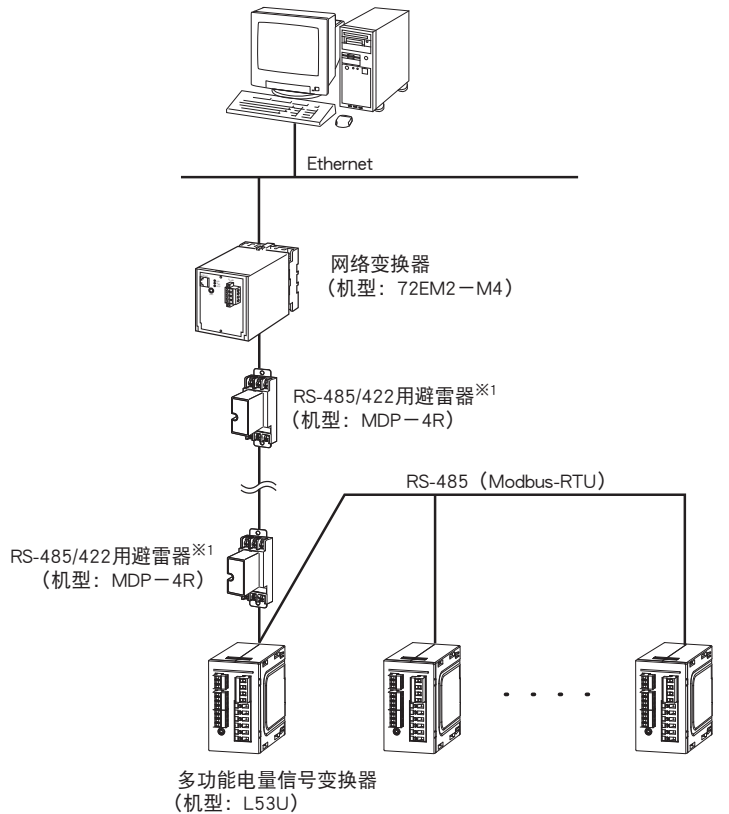 Ethernet
网络变换器
（机型：72EM2－M4）
RS-485/422用避雷器※1
（机型：MDP－4R）
RS-485（Modbus-RTU）
RS-485/422用避雷器※1
（机型：MDP－4R）
多功能电量信号变换器
（机型：L53U）